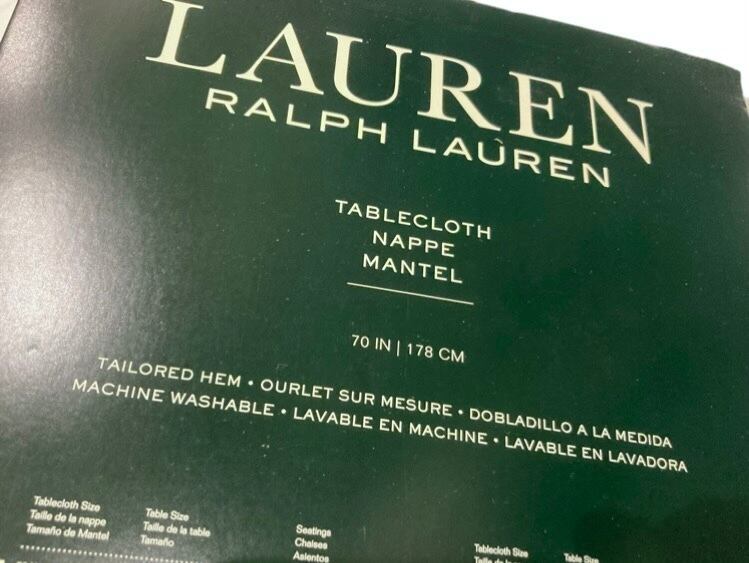 LAUREN
RALPH LAUREN
TABLECLOTH
NAPPE
MANTEL
70 IN | 178 CM
TAILORED HEM • OURLET SUR MESURE • DOBLADILLO A LA MEDIDA
MACHINE WASHABLE • LAVABLE EN MACHINE • LAVABLE EN LAVADORA
Tablecloth Size
Taille de la nappe
Tamaño de Mantel
Table Size
Taille de la table
Tamaño
Seatings
Chaises
Asientos
Tablecloth Size
Table Size